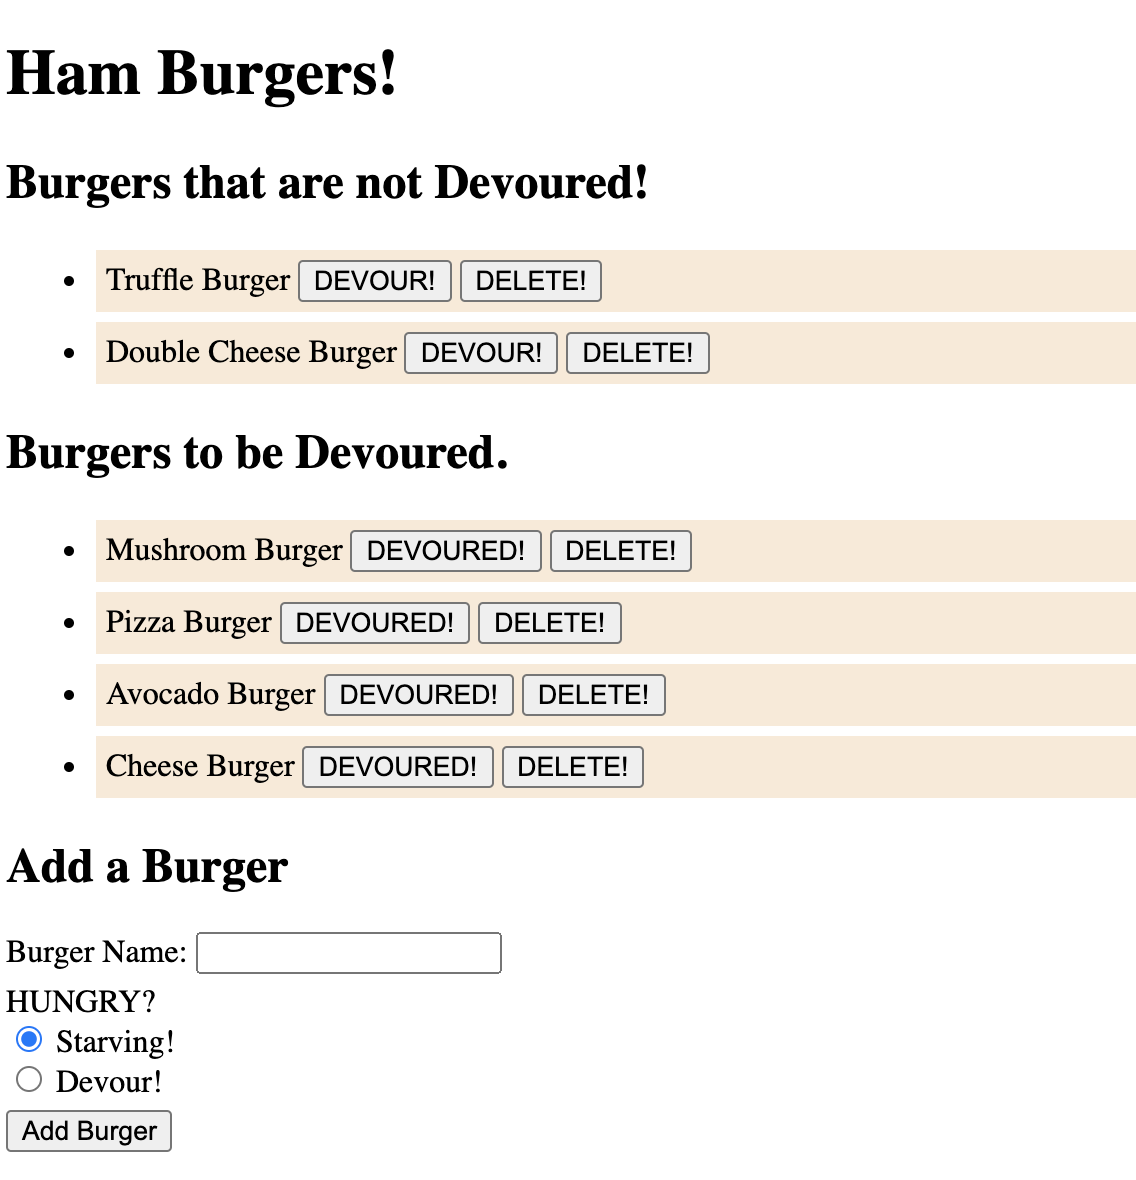 Ham Burgers!
Burgers that are not Devoured!
Truffle Burger DEVOUR! DELETE!
Double Cheese Burger DEVOUR! DELETE!
Burgers to be Devoured.
Mushroom Burger DEVOURED! DELETE!
Pizza Burger DEVOURED! DELETE!
Avocado Burger DEVOURED! DELETE!
Cheese Burger DEVOURED! DELETE!
Add a Burger
Burger Name:
HUNGRY?
Starving!
Devour!
Add Burger